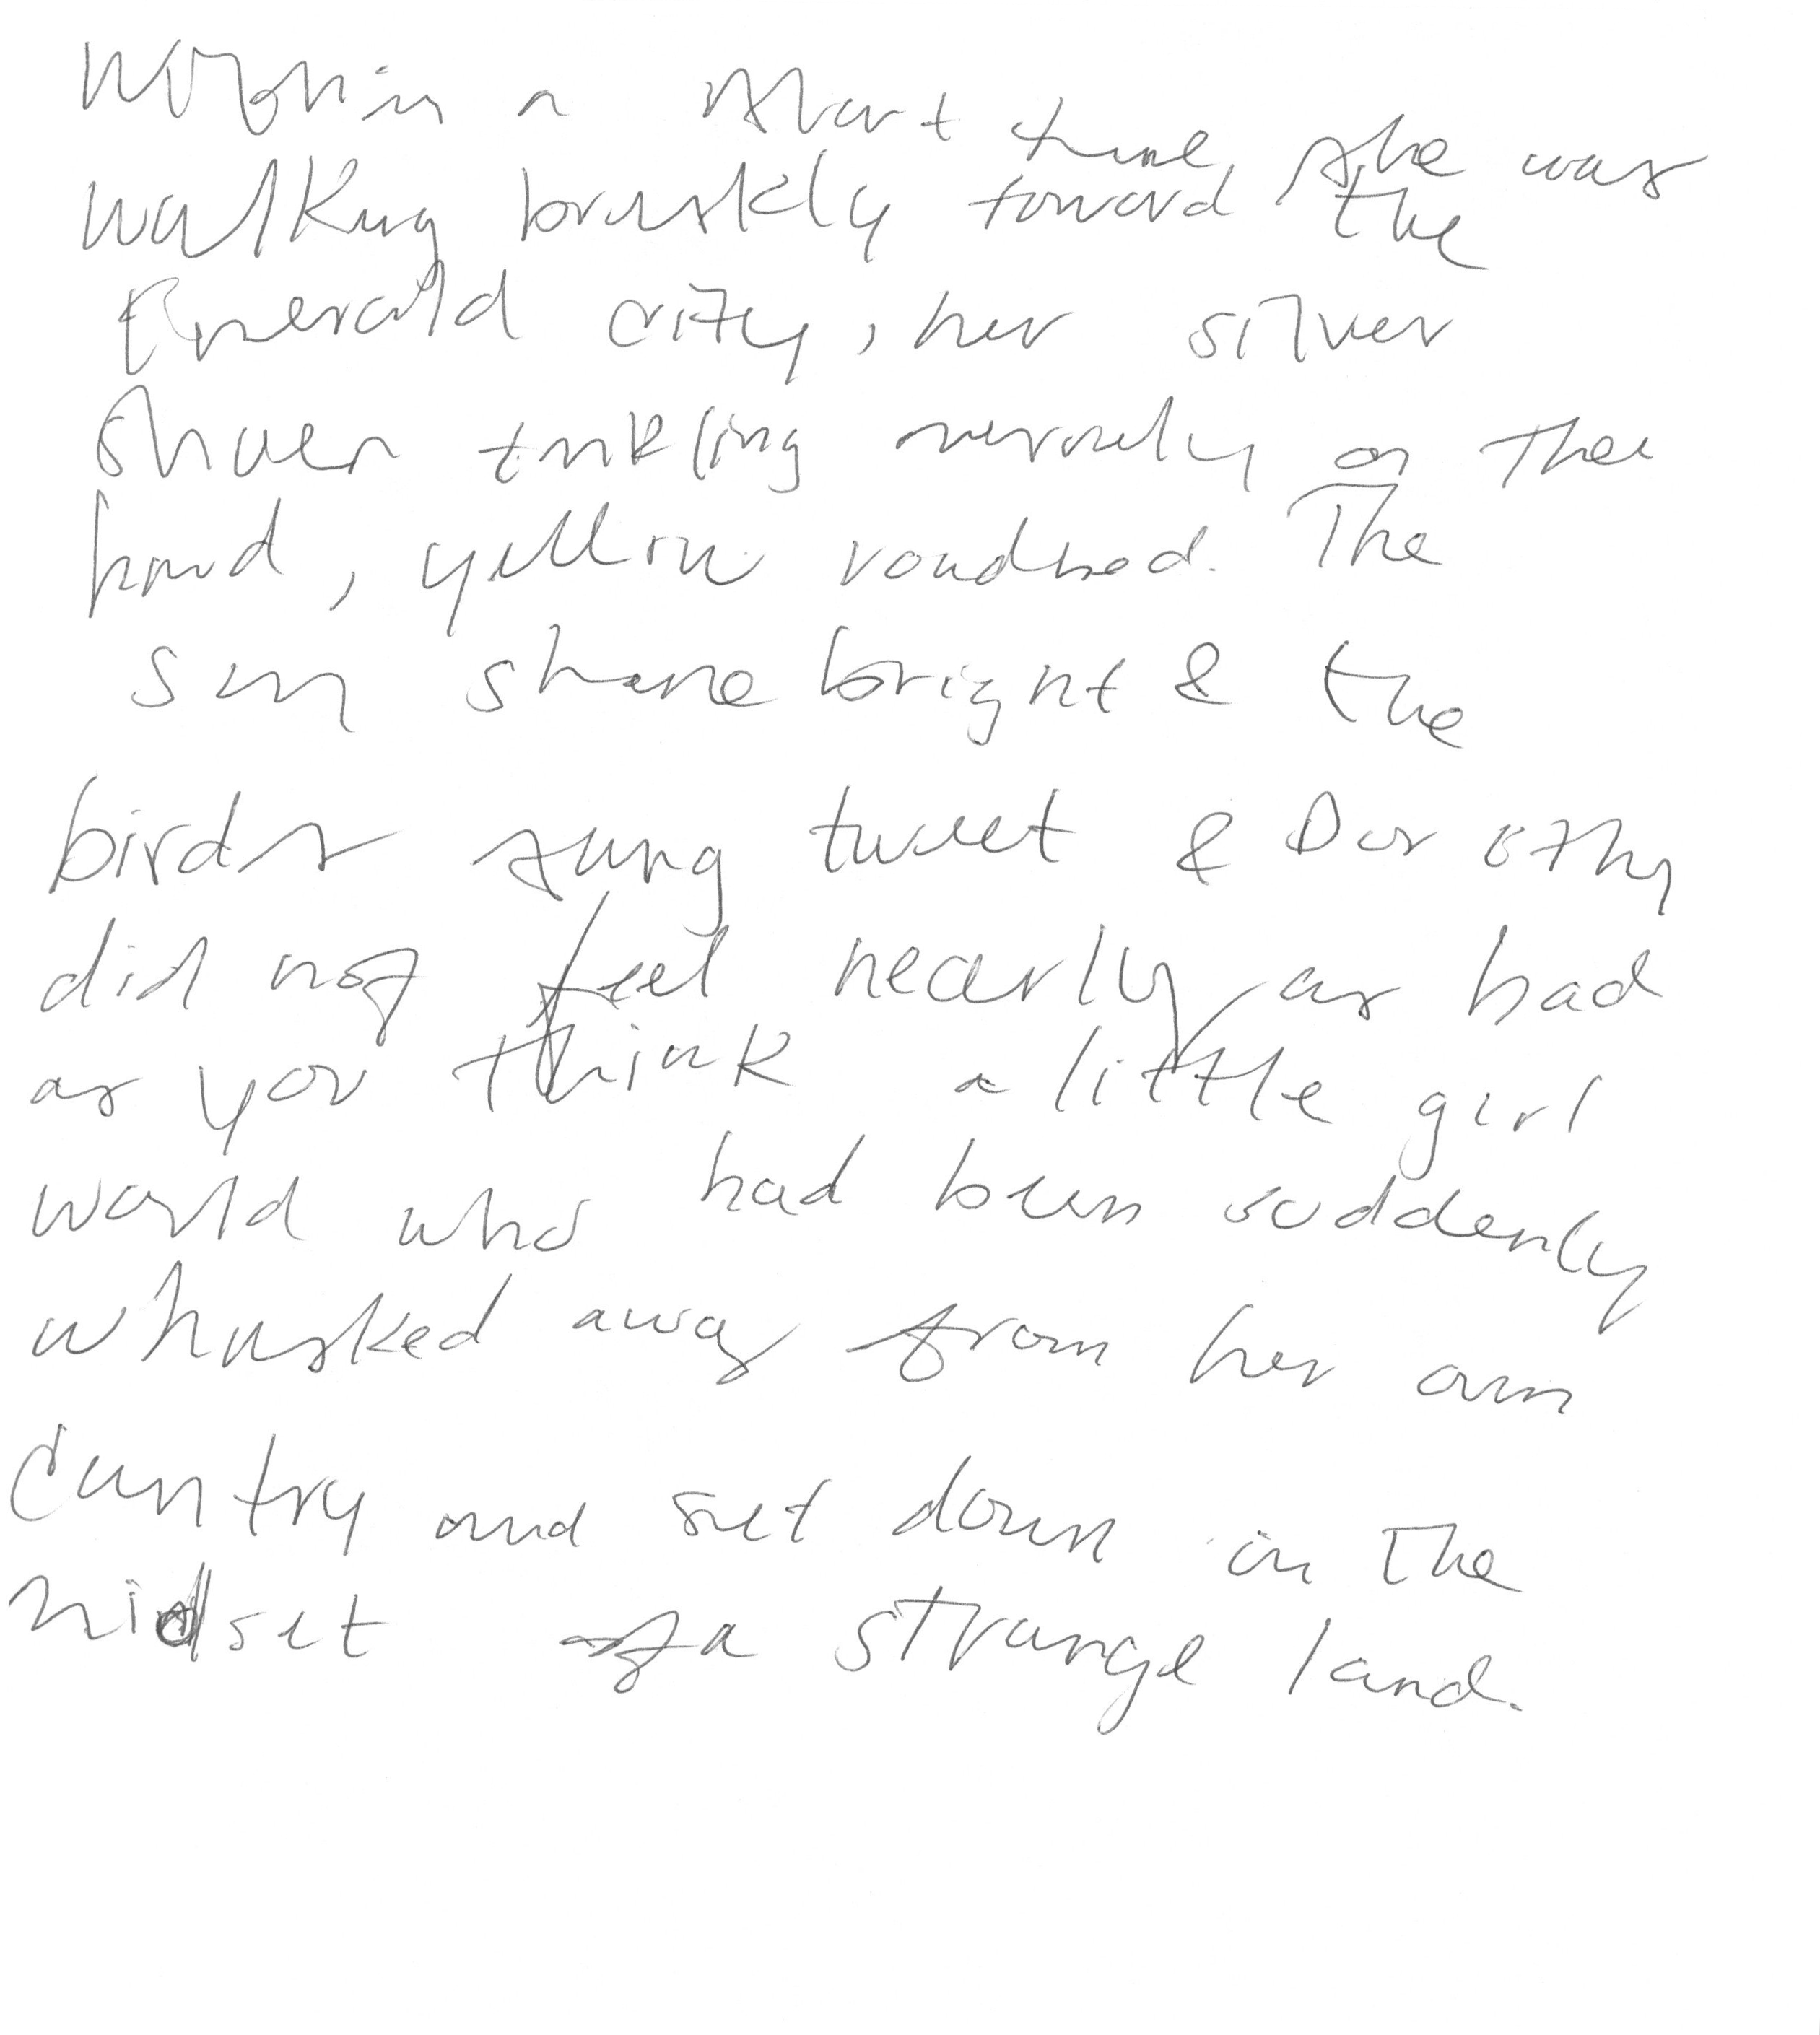 Within a short time she was
walking briskly toward the
Emerald city, her silver
shoes tinkling merrily on the
hard, yellow roadbed. The
sun shone bright & the
birds sung tweet & Dorothy
did not feel nearly as bad
as you think a little girl
would who had been suddenly
whisked away from her own
country and set down in the
midset of a strange land.